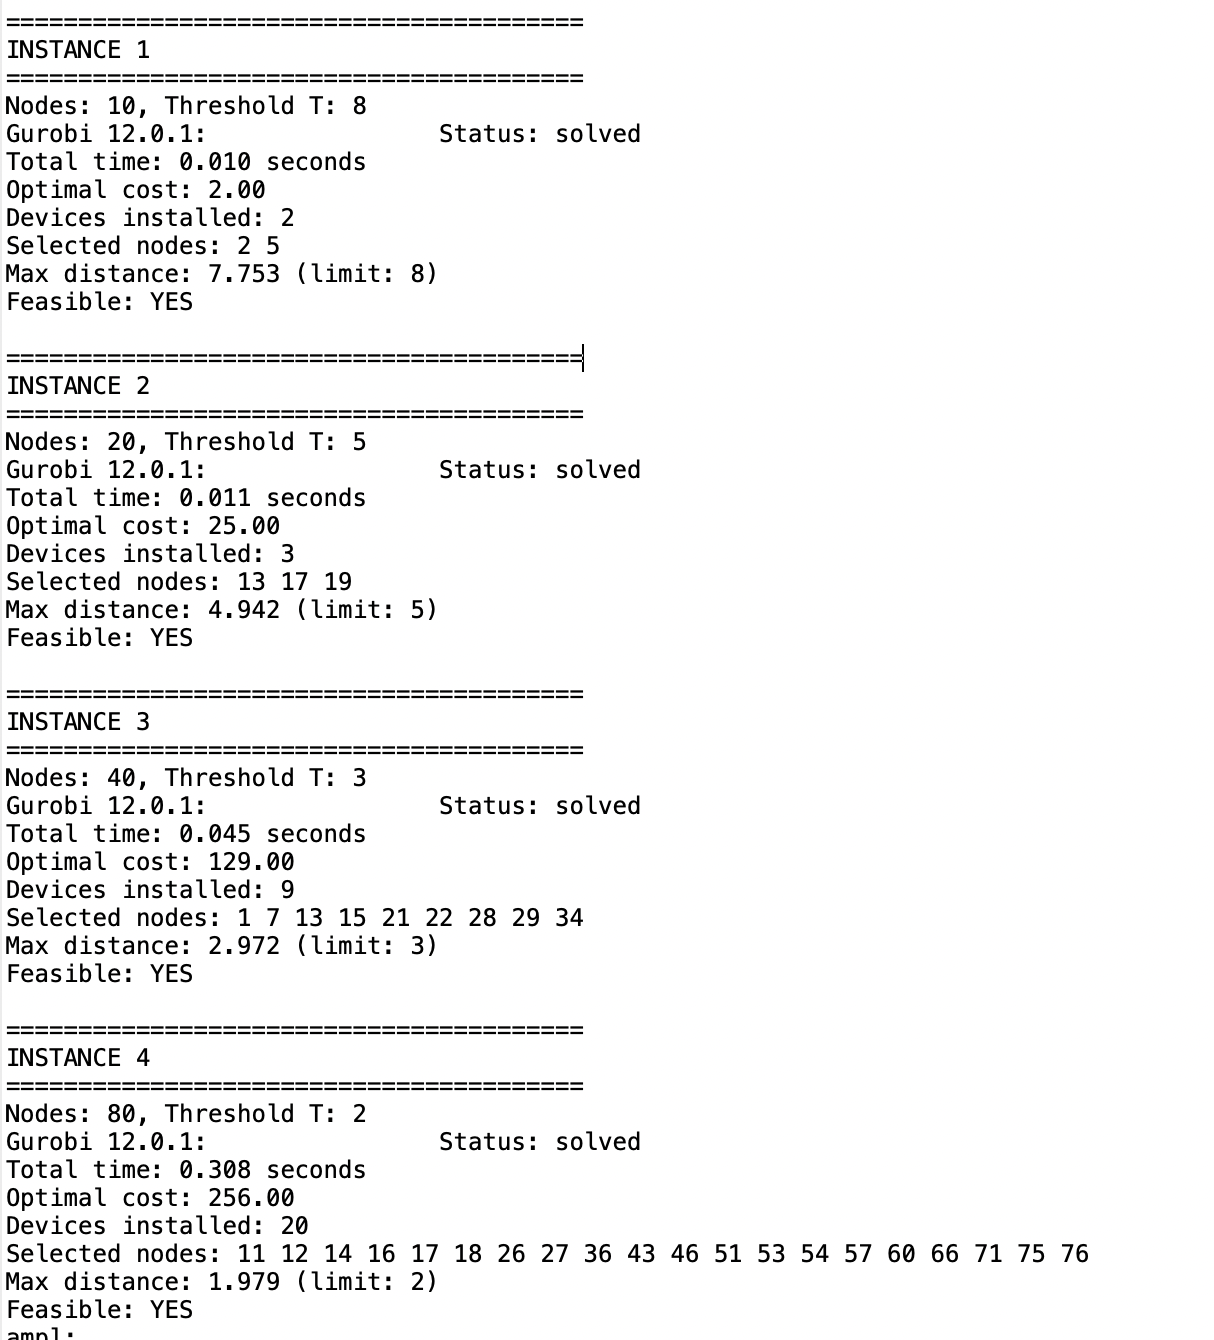 ========================================
INSTANCE 1
========================================
Nodes: 10, Threshold T: 8
Gurobi 12.0.1:                Status: solved
Total time: 0.010 seconds
Optimal cost: 2.00
Devices installed: 2
Selected nodes: 2 5
Max distance: 7.753 (limit: 8)
Feasible: YES
========================================
INSTANCE 2
========================================
Nodes: 20, Threshold T: 5
Gurobi 12.0.1:                Status: solved
Total time: 0.011 seconds
Optimal cost: 25.00
Devices installed: 3
Selected nodes: 13 17 19
Max distance: 4.942 (limit: 5)
Feasible: YES
========================================
INSTANCE 3
========================================
Nodes: 40, Threshold T: 3
Gurobi 12.0.1:                Status: solved
Total time: 0.045 seconds
Optimal cost: 129.00
Devices installed: 9
Selected nodes: 1 7 13 15 21 22 28 29 34
Max distance: 2.972 (limit: 3)
Feasible: YES
========================================
INSTANCE 4
========================================
Nodes: 80, Threshold T: 2
Gurobi 12.0.1:                Status: solved
Total time: 0.308 seconds
Optimal cost: 256.00
Devices installed: 20
Selected nodes: 11 12 14 16 17 18 26 27 36 43 46 51 53 54 57 60 66 71 75 76
Max distance: 1.979 (limit: 2)
Feasible: YES
ampl: